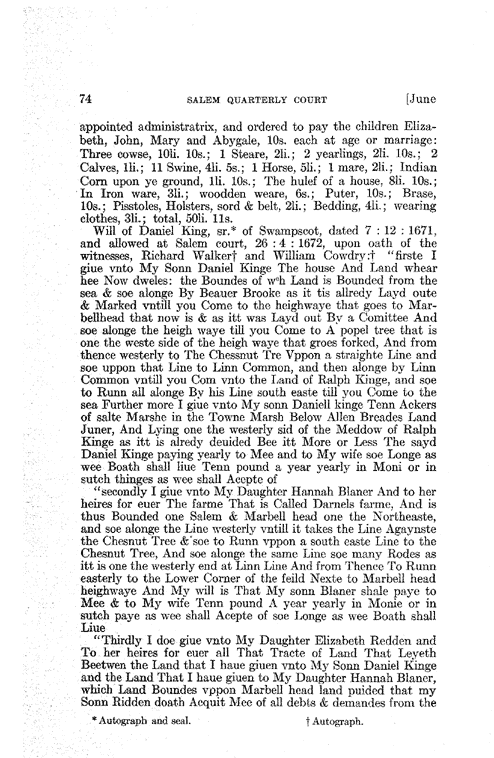 74 SALEM QUARTERLY COURT [June
appointed administratrix, and ordered to pay the children Eliza-
beth, John, Mary and Abygale, 10s. each at age or marriage:
Three cowse, 10li. 10s.; 1 Steare, 2li.; 2 yearlings, 2li. 10s.; 2
Calves, 1li.; 11 Swine, 4li. 5s.; 1 Horse, 5li.; 1 mare, 2li.; Indian
Corn upon ye ground, 1li. 10s.; The hulef of a house, 8li. 10s.;
In Iron ware, 3li.; woodden weare, 6s.; Puter, 10s.; Brase,
10s.; Pisstoles, Holsters, sord & belt, 2li.; Bedding, 4li.; wearing
clothes, 3li.; total, 50li. 11s.
Will of Daniel King, sr.* of Swampscot, dated 7 : 12 : 1671,
and allowed at Salem court, 26 : 4 : 1672, upon oath of the
witnesses, Richard Walker† and William Cowdry:† "firste I
giue vnto My Sonn Daniel Kinge The house And Land whear
hee Now dweles: the Boundes of wch Land is Bounded from the
sea & soe alonge By Beauer Brooke as it tis allredy Layd oute
& Marked vntill you Come to the heighwaye that goes to Mar-
bellhead that now is & as itt was Layd out By a Comittee And
soe alonge the heigh waye till you Come to A popel tree that is
one the weste side of the heigh waye that groes forked, And from
thence westerly to The Chessnut Tre Vppon a straighte Line and
soe uppon that Line to Linn Common, and then alonge by Linn
Common vntill you Com vnto the Land of Ralph Kinge, and soe
to Runn all alonge By his Line south easte till you Come to the
sea Further more I giue vnto My sonn Daniell kinge Tenn Ackers
of salte Marshe in the Towne Marsh Below Allen Breades Land
Juner, And Lying one the westerly sid of the Meddow of Ralph
Kinge as itt is alredy deuided Bee itt More or Less The sayd
Daniel Kinge paying yearly to Mee and to My wife soe Longe as
wee Boath shall liue Tenn pound a year yearly in Moni or in
sutch thinges as wee shall Acepte of
"secondly I giue vnto My Daughter Hannah Blaner And to her
heires for euer The farme That is Called Darnels farme, And is
thus Bounded one Salem & Marbell head one the Northeaste,
and soe alonge the Line westerly vntill it takes the Line Agaynste
the Chesnut Tree & soe to Runn vppon a south easte Line to the
Chesnut Tree, And soe alonge the same Line soe many Rodes as
itt is one the westerly end at Linn Line And from Thence To Runn
easterly to the Lower Corner of the feild Nexte to Marbell head
heighwaye And My will is That My sonn Blaner shale paye to
Mee & to My wife Tenn pound A year yearly in Monie or in
sutch paye as wee shall Acepte of soe Longe as wee Boath shall
Liue
"Thirdly I doe giue vnto My Daughter Elizabeth Redden and
To her heires for euer all That Tracte of Land That Leyeth
Beetwen the Land that I haue giuen vnto My Sonn Daniel Kinge
and the Land That I haue giuen to My Daughter Hannah Blaner,
which Land Boundes vppon Marbell head land puided that my
Sonn Ridden doath Acquit Mee of all debts & demandes from the
* Autograph and seal. † Autograph.